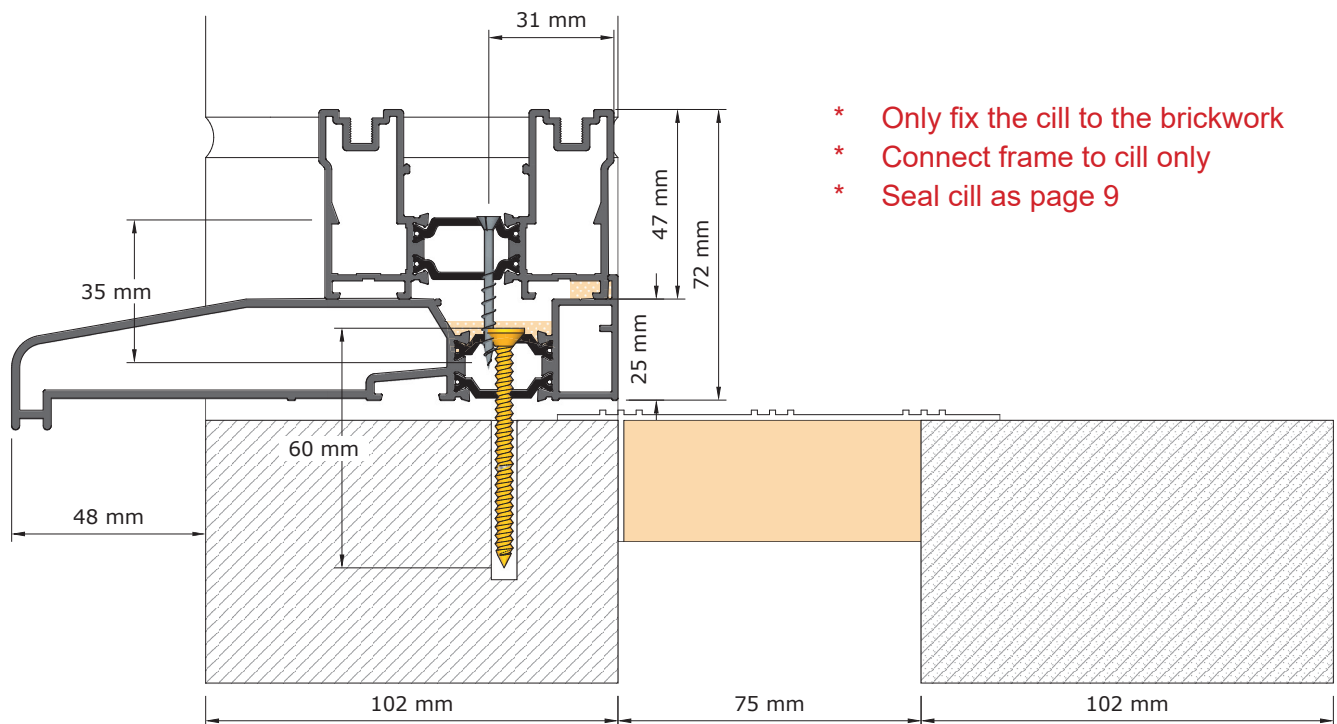 31 mm
* Only fix the cill to the brickwork
* Connect frame to cill only
* Seal cill as page 9
47 mm
72 mm
35 mm
25 mm
60 mm
48 mm
102 mm
75 mm
102 mm